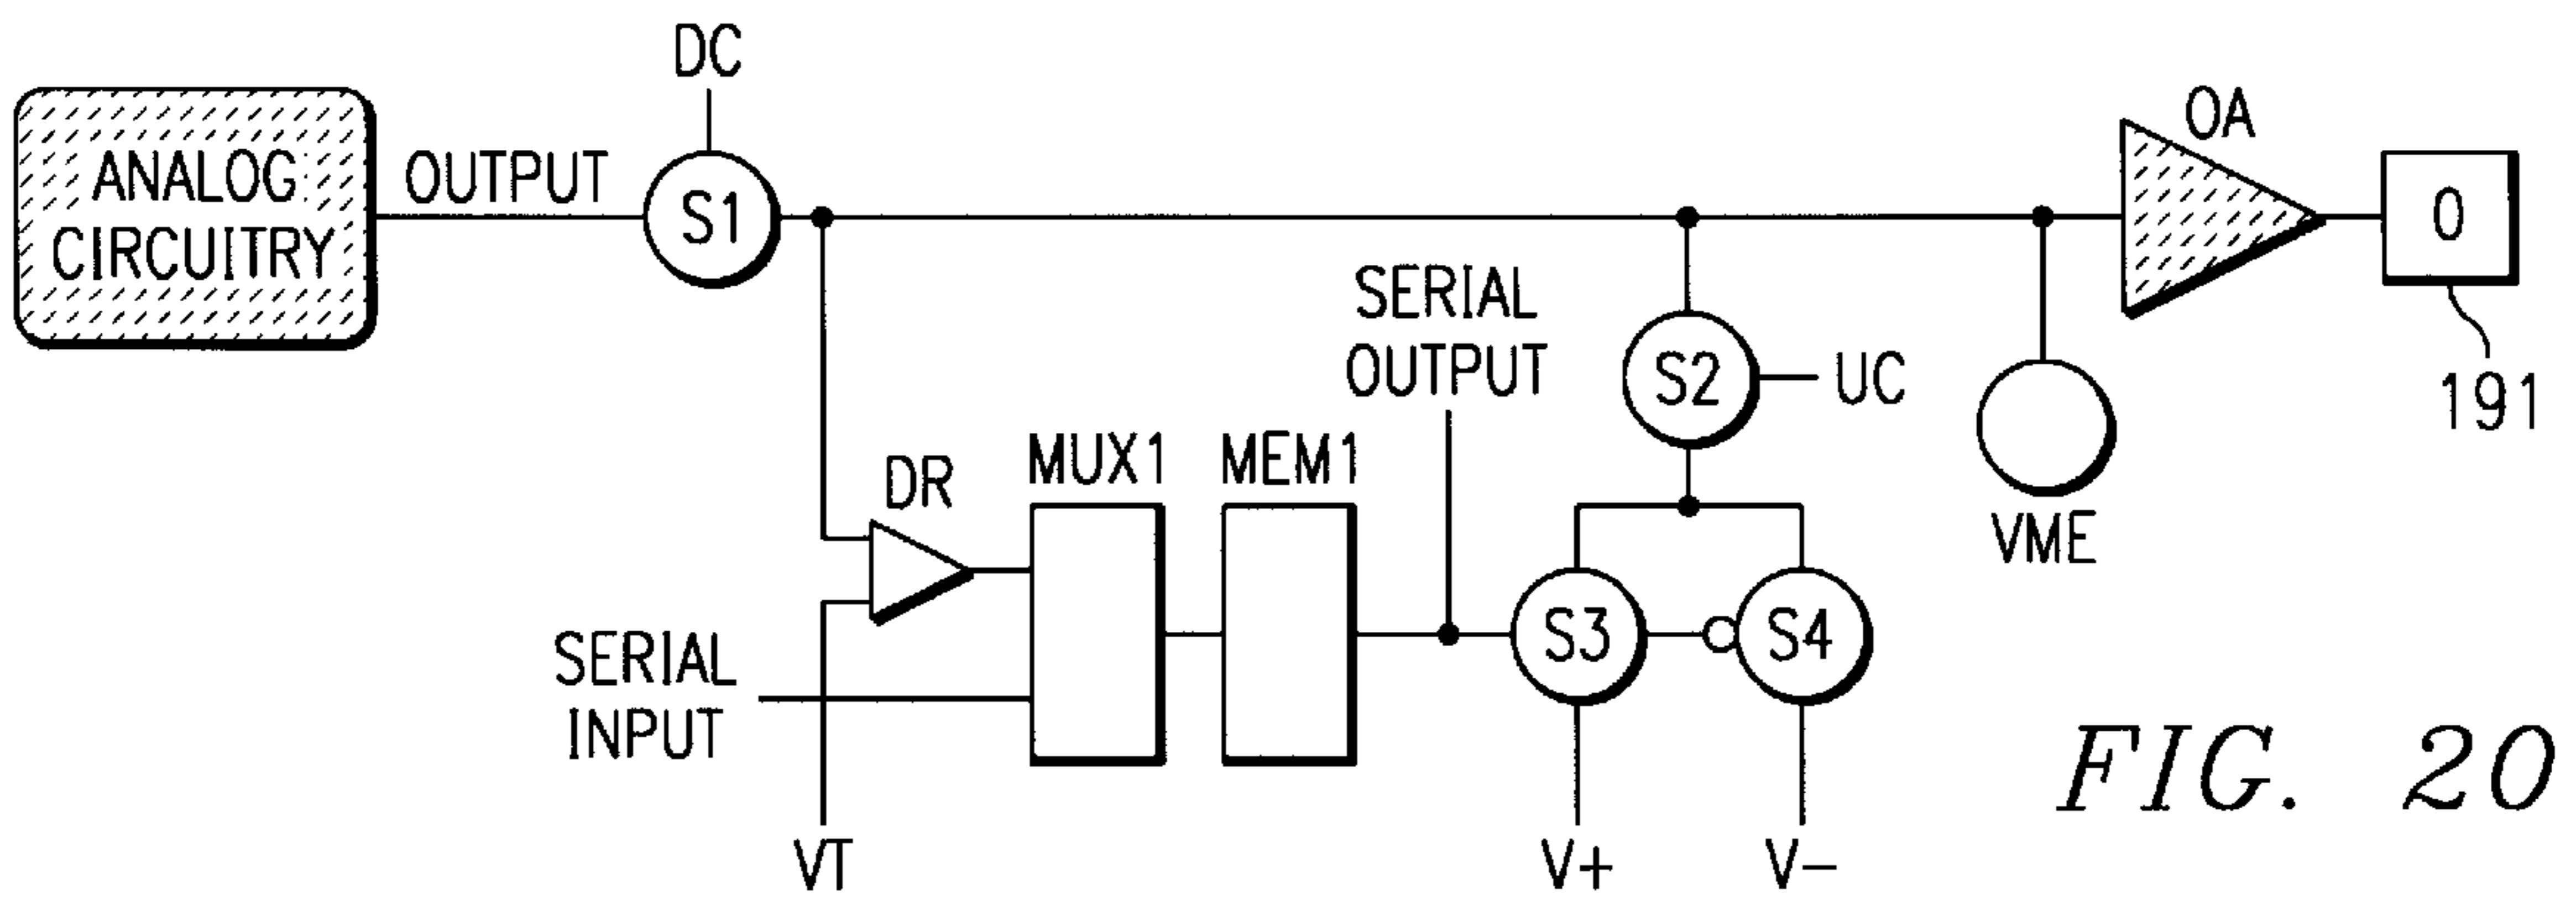 DC
OA
ANALOG
CIRCUITRY
OUTPUT
S1
0
SERIAL
OUTPUT
S2
UC
191
DR
MUX1
MEM1
VME
SERIAL
INPUT
S3
S4
VT
V+
V-
FIG. 20